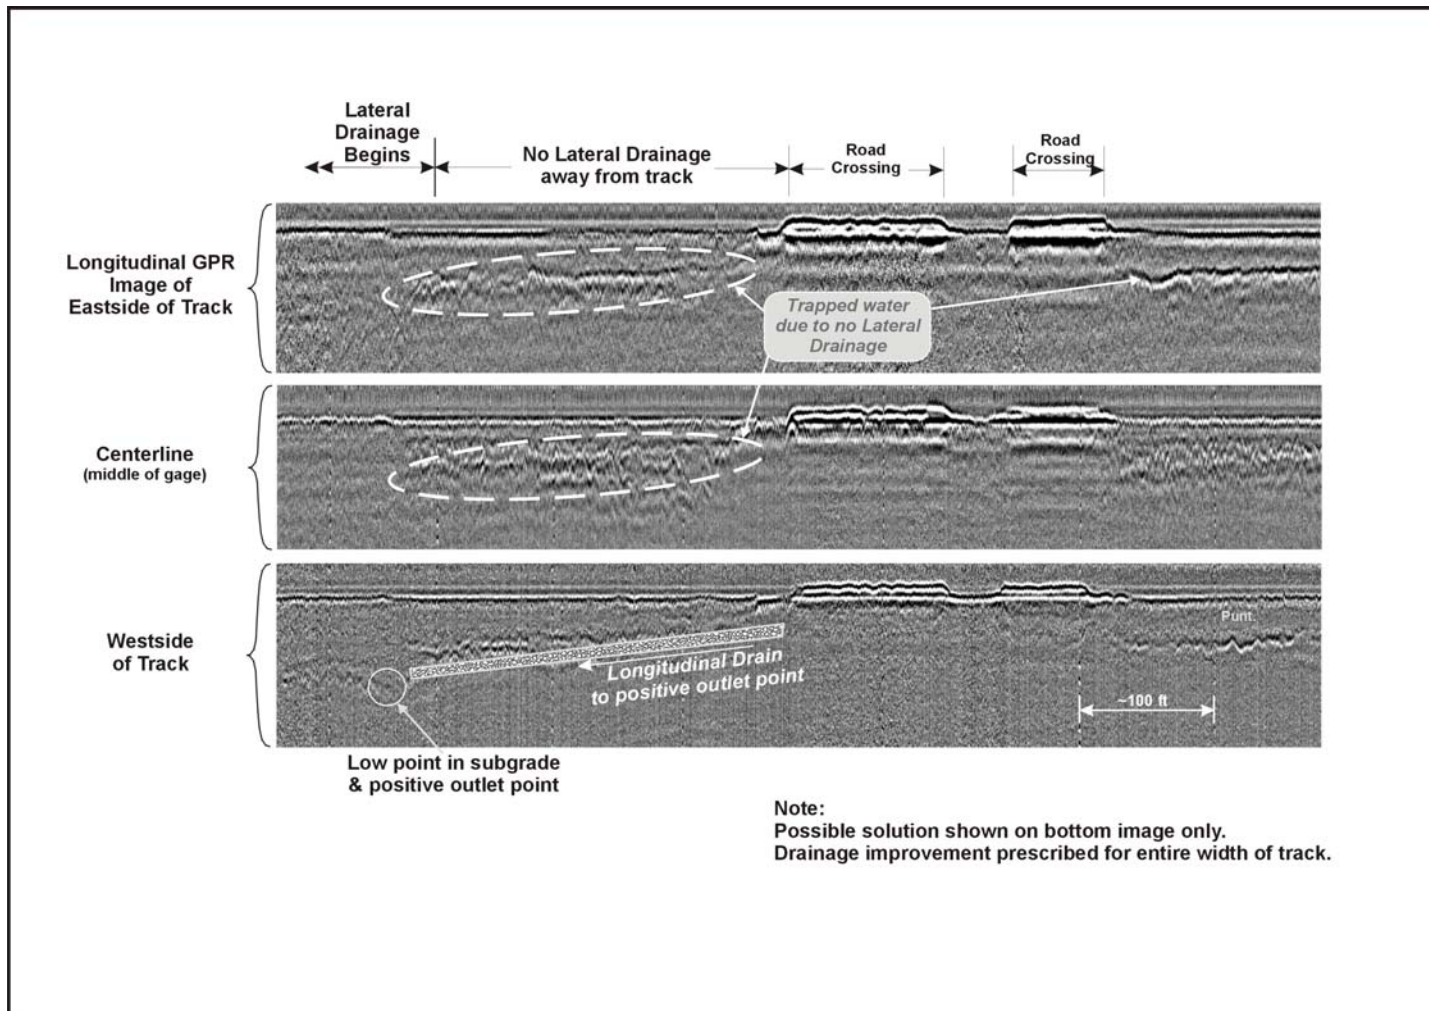 Lateral
Drainage
Begins
No Lateral Drainage
away from track
Road
Crossing
Road
Crossing
Longitudinal GPR
Image of
Eastside of Track
Trapped water
due to no Lateral
Drainage
Centerline
(middle of gage)
Westside
of Track
Punt.
Longitudinal Drain
to positive outlet point
~100 ft
Low point in subgrade
& positive outlet point
Note:
Possible solution shown on bottom image only.
Drainage improvement prescribed for entire width of track.